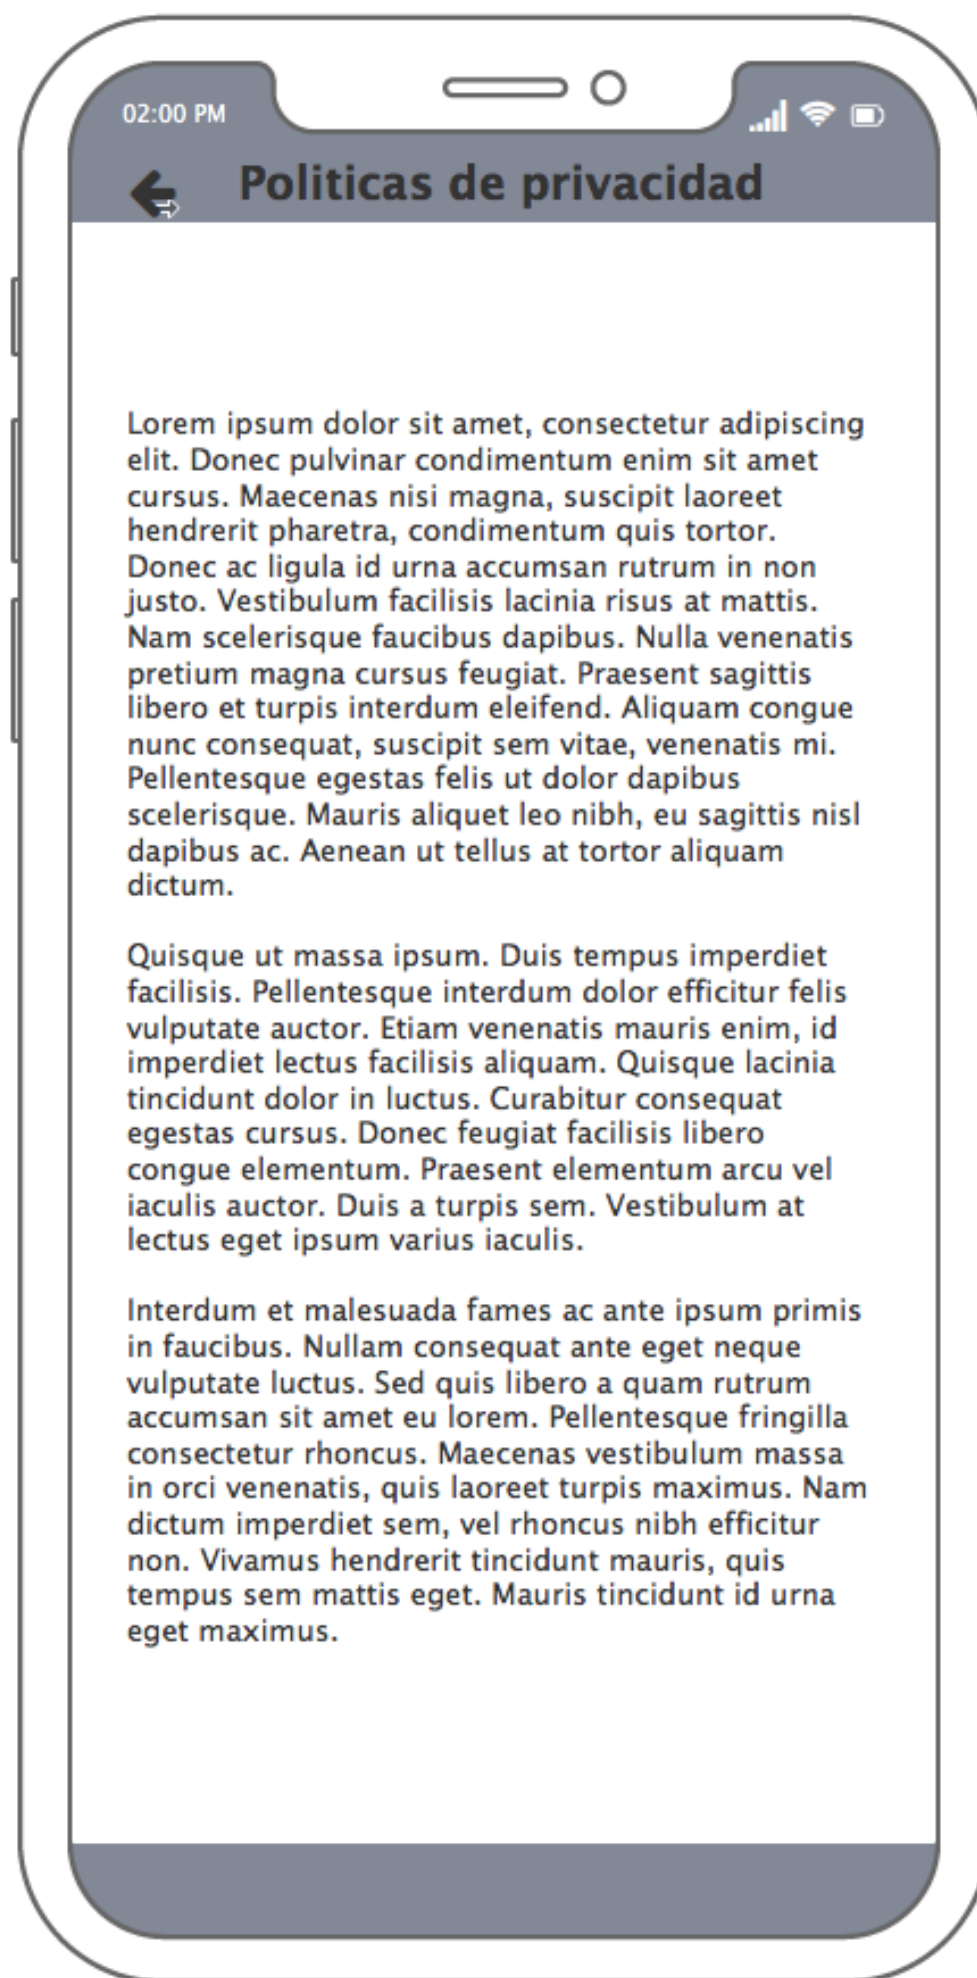 02:00 PM
Politicas de privacidad
Lorem ipsum dolor sit amet, consectetur adipiscing
elit. Donec pulvinar condimentum enim sit amet
cursus. Maecenas nisi magna, suscipit laoreet
hendrerit pharetra, condimentum quis tortor.
Donec ac ligula id urna accumsan rutrum in non
justo. Vestibulum facilisis lacinia risus at mattis.
Nam scelerisque faucibus dapibus. Nulla venenatis
pretium magna cursus feugiat. Praesent sagittis
libero et turpis interdum eleifend. Aliquam congue
nunc consequat, suscipit sem vitae, venenatis mi.
Pellentesque egestas felis ut dolor dapibus
scelerisque. Mauris aliquet leo nibh, eu sagittis nisl
dapibus ac. Aenean ut tellus at tortor aliquam
dictum.
Quisque ut massa ipsum. Duis tempus imperdiet
facilisis. Pellentesque interdum dolor efficitur felis
vulputate auctor. Etiam venenatis mauris enim, id
imperdiet lectus facilisis aliquam. Quisque lacinia
tincidunt dolor in luctus. Curabitur consequat
egestas cursus. Donec feugiat facilisis libero
congue elementum. Praesent elementum arcu vel
iaculis auctor. Duis a turpis sem. Vestibulum at
lectus eget ipsum varius iaculis.
Interdum et malesuada fames ac ante ipsum primis
in faucibus. Nullam consequat ante eget neque
vulputate luctus. Sed quis libero a quam rutrum
accumsan sit amet eu lorem. Pellentesque fringilla
consectetur rhoncus. Maecenas vestibulum massa
in orci venenatis, quis laoreet turpis maximus. Nam
dictum imperdiet sem, vel rhoncus nibh efficitur
non. Vivamus hendrerit tincidunt mauris, quis
tempus sem mattis eget. Mauris tincidunt id urna
eget maximus.